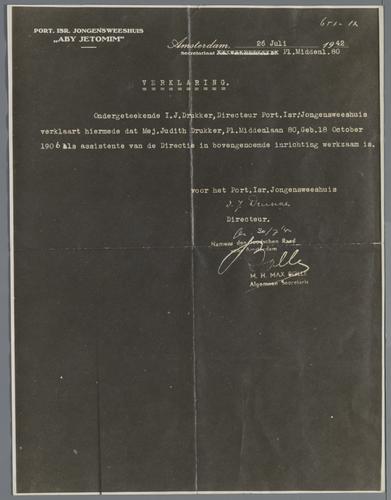 PORT. ISR. JONGENSWEESHUIS
„ABY JETOMIM"
Amsterdam, 26 Juli 1942
Secretariaat Pl.Middenl.80
VERKLARING.
Ondergeteekende I.J.Drukker, Directeur Port.Isr.Jongensweeshuis
verklaart hiermede dat Mej.Judith Drukker, Pl.Middenlaan 80,Geb.18 October
1906 als assistente van de Directie in bovengenoemde inrichting werkzaam is.
voor het Port.Isr.Jongensweeshuis
Directeur.
Namens den Joodschen Raad
Amsterdam
M. H. MAX BOLLE
Algemeen Secretaris